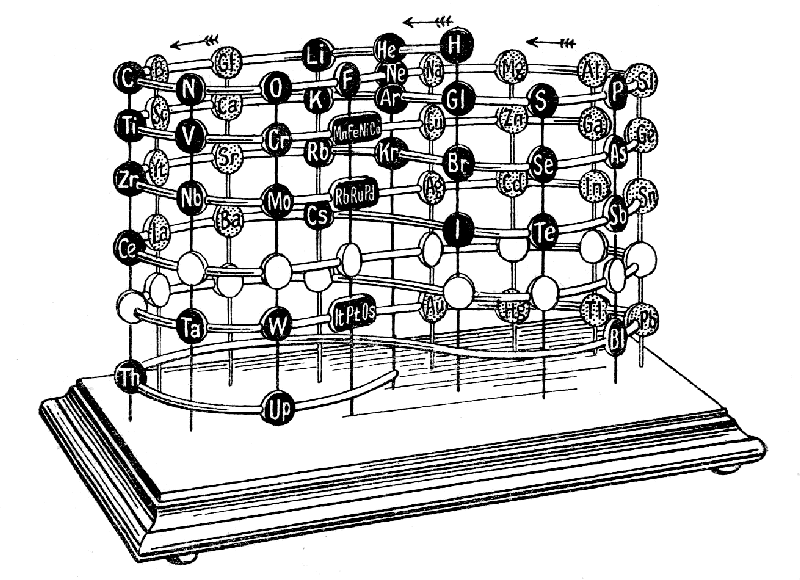 H
He
Li
Gl
B
C
N
O
F
Ne
Na
Mg
Al
Si
P
S
Gl
Ar
K
Ca
Sc
Ti
V
Cr
MnFeNiCo
Cu
Zn
Ga
Ge
As
Se
Br
Kr
Rb
Sr
Yt
Zr
Nb
Mo
RbRuPd
Ag
Cd
In
Sn
Sb
Te
I
Cs
Ba
La
Ce
Ta
W
ItPtOs
Au
Hg
Tl
Pb
Bi
Th
Up